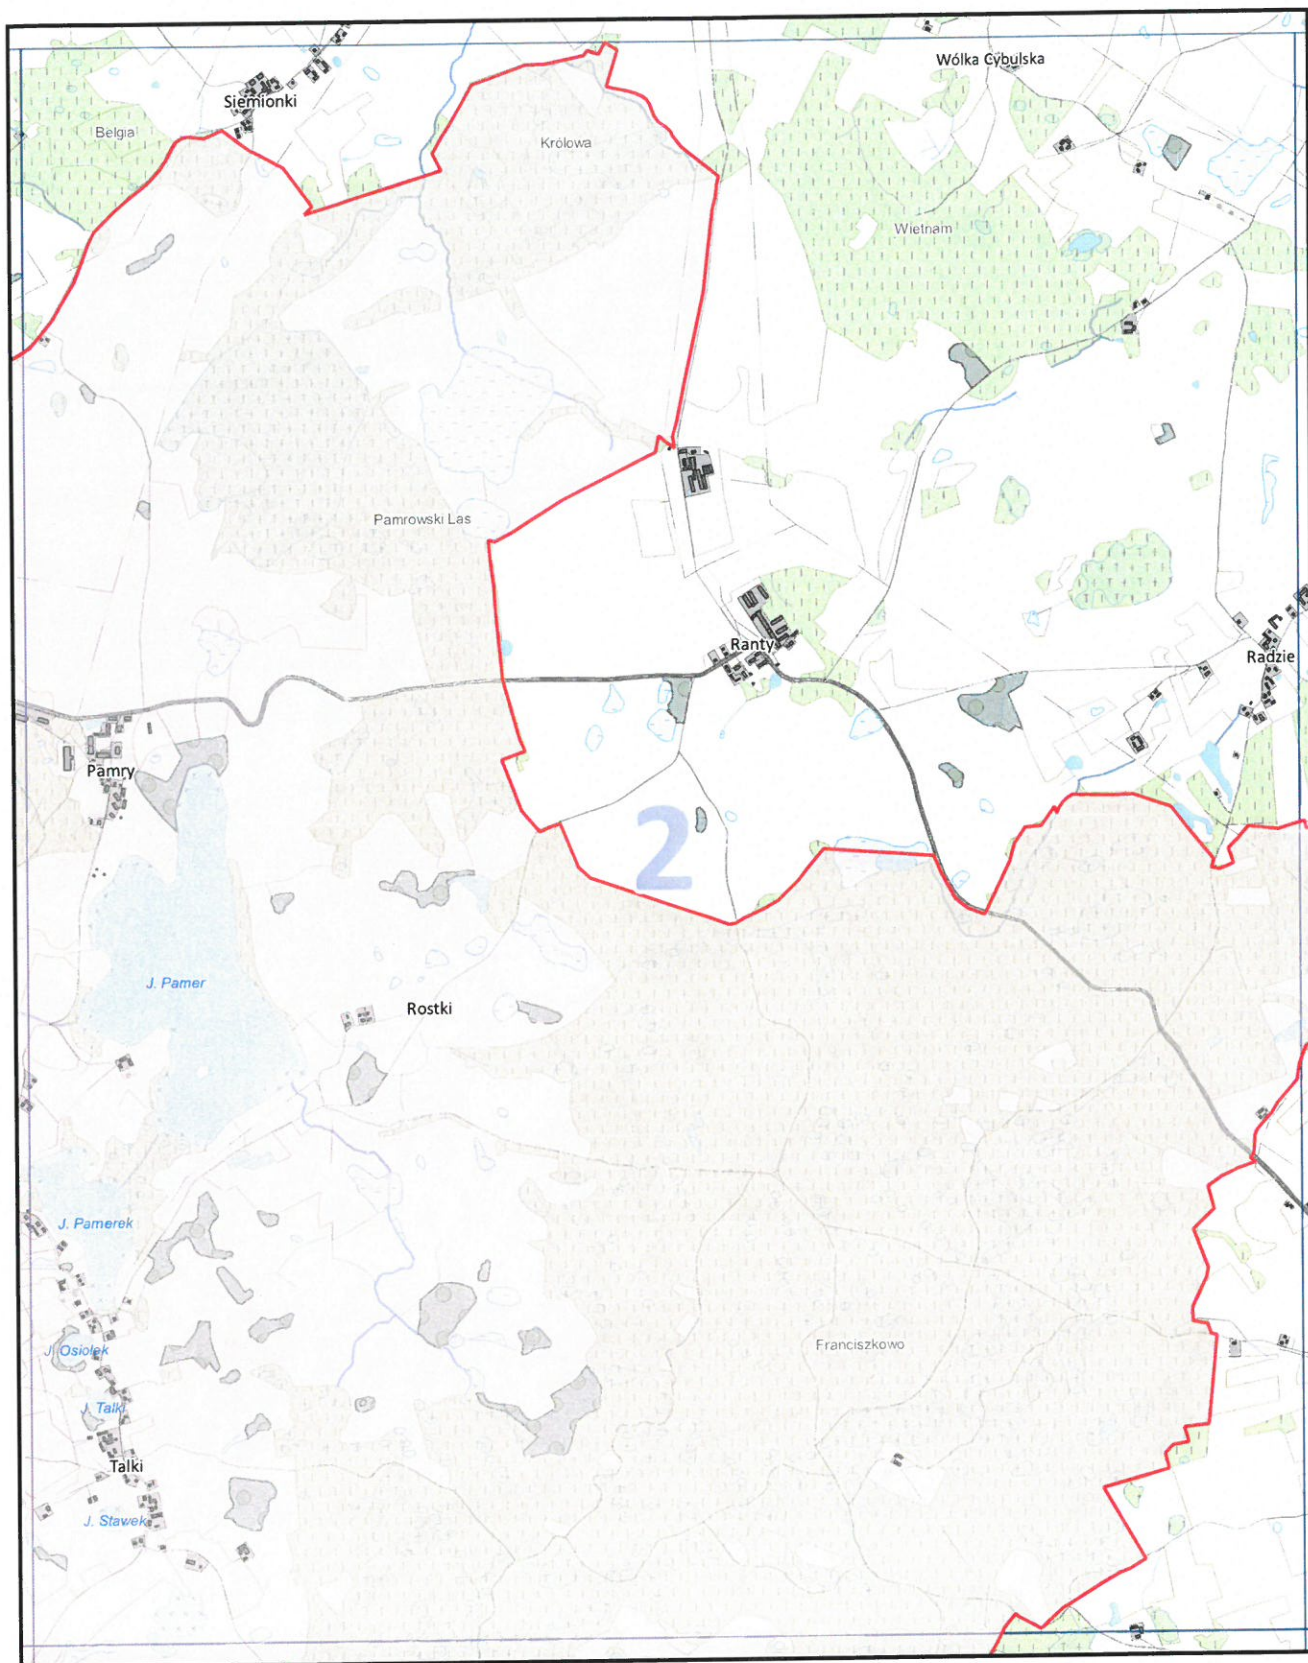 Wólka Cybulska
Siemionki
Belgia
Królowa
Wietnam
Pamrowski Las
Ranty
Radzie
Pamry
2
J. Pamer
Rostki
J. Pamerek
Franciszkowo
J. Osiołek
J. Talki
Talki
J. Stawek